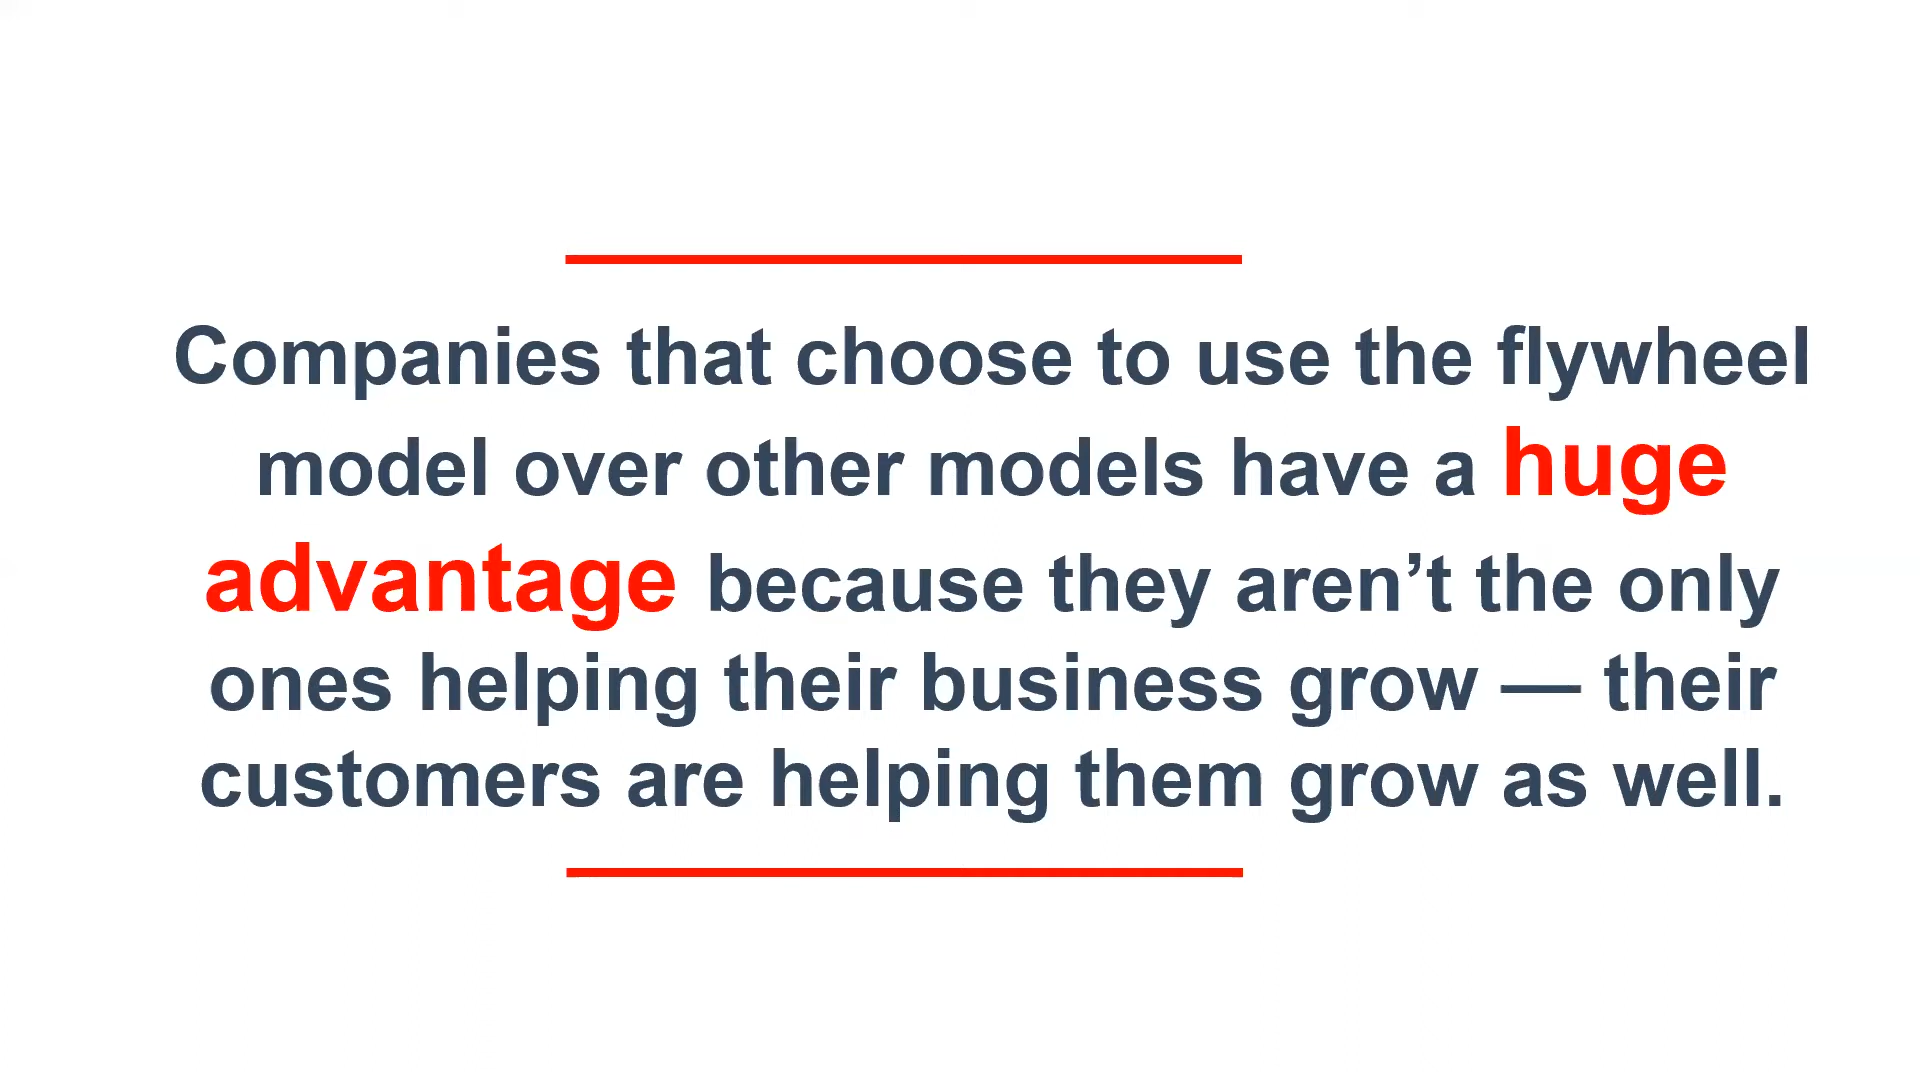 Companies that choose to use the flywheel
model over other models have a huge
advantage because they aren’t the only
ones helping their business grow — their
customers are helping them grow as well.